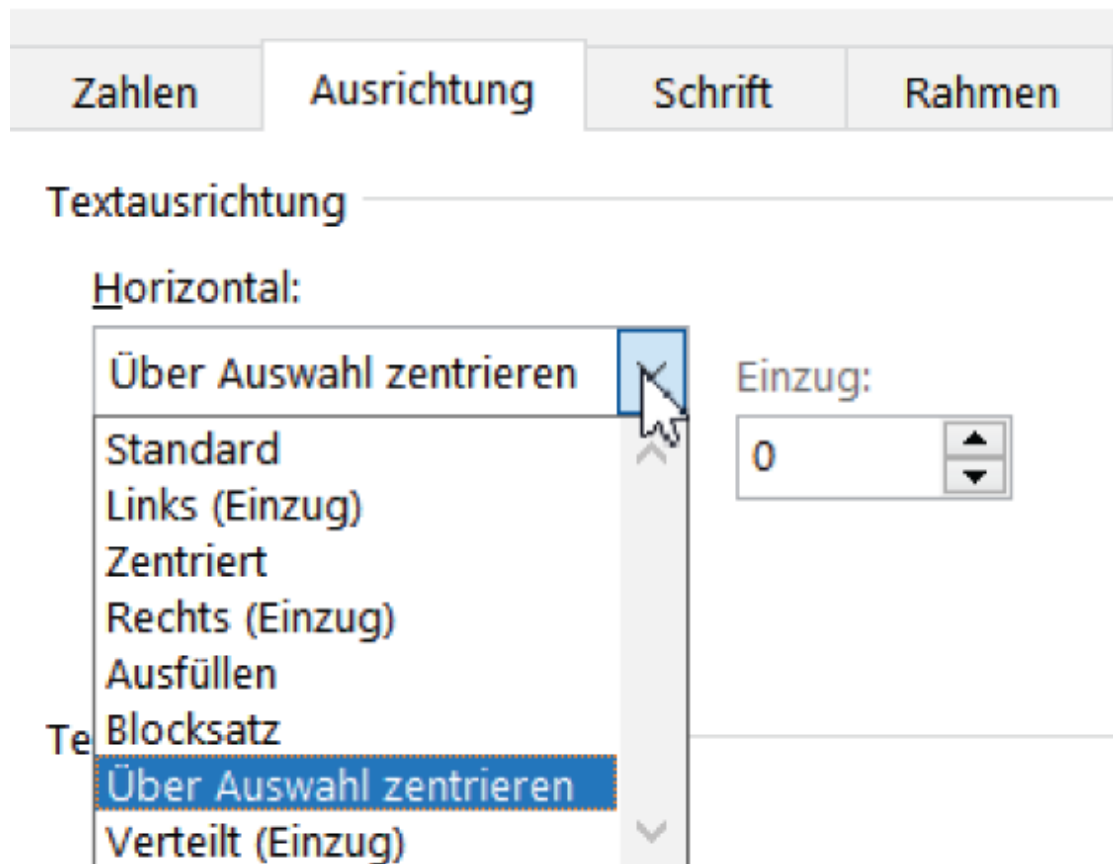 Zahlen Ausrichtung Schrift Rahmen
Textausrichtung
Horizontal:
Über Auswahl zentrieren Einzug:
Standard 0
Links (Einzug)
Zentriert
Rechts (Einzug)
Ausfüllen
Te Blocksatz
Über Auswahl zentrieren
Verteilt (Einzug)